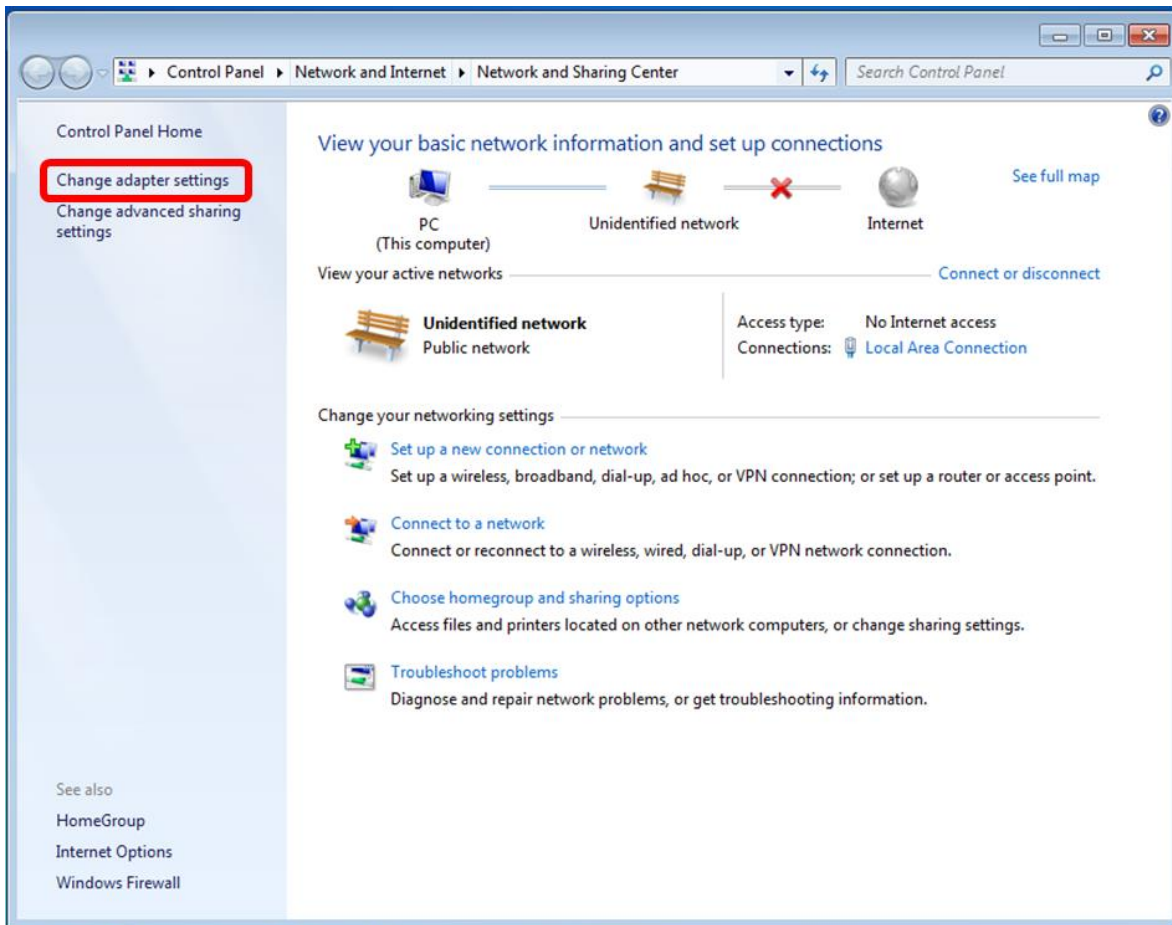 Control Panel Network and Internet Network and Sharing Center Search Control Panel
Control Panel Home
Change adapter settings
Change advanced sharing
settings
View your basic network information and set up connections
See full map
PC
(This computer)
Unidentified network
Internet
View your active networks
Connect or disconnect
Unidentified network
Public network
Access type: No Internet access
Connections: Local Area Connection
Change your networking settings
Set up a new connection or network
Set up a wireless, broadband, dial-up, ad hoc, or VPN connection; or set up a router or access point.
Connect to a network
Connect or reconnect to a wireless, wired, dial-up, or VPN network connection.
Choose homegroup and sharing options
Access files and printers located on other network computers, or change sharing settings.
Troubleshoot problems
Diagnose and repair network problems, or get troubleshooting information.
See also
HomeGroup
Internet Options
Windows Firewall